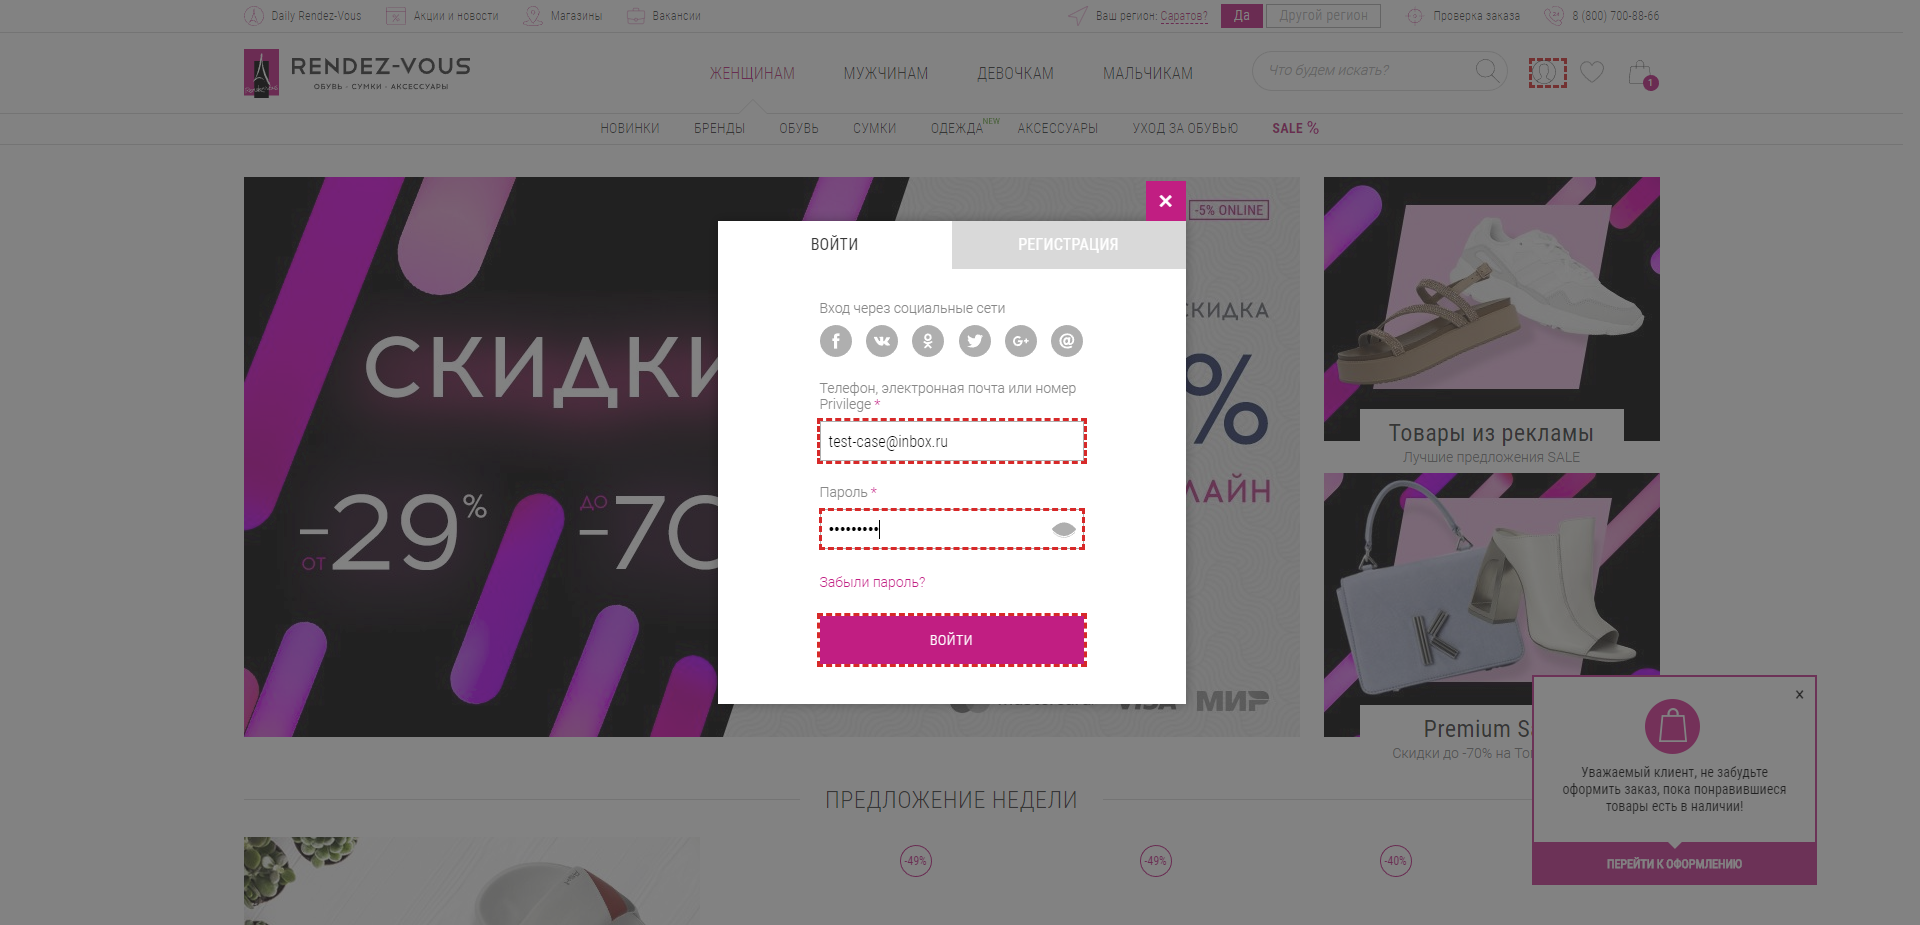 Daily Rendez-Vous
Акции и новости
Магазины
Вакансии
Ваш регион: Саратов?
Да
Другой регион
Проверка заказа
8 (800) 700-88-66
RENDEZ-VOUS
ОБУВЬ · СУМКИ · АКСЕССУАРЫ
ЖЕНЩИНАМ
МУЖЧИНАМ
ДЕВОЧКАМ
МАЛЬЧИКАМ
Что будем искать?
1
НОВИНКИ
БРЕНДЫ
ОБУВЬ
СУМКИ
ОДЕЖДА NEW
АКСЕССУАРЫ
УХОД ЗА ОБУВЬЮ
SALE %
-5% ONLINE
×
ВОЙТИ
РЕГИСТРАЦИЯ
Вход через социальные сети
Телефон, электронная почта или номер
Privilege *
test-case@inbox.ru
Пароль *
•••••••••
Забыли пароль?
ВОЙТИ
СКИДКИ
ОТ -29%
ДО -70
СКИДКА
%
ЛАЙН
VISA
МИР
Товары из рекламы
Лучшие предложения SALE
K
Premium S
Скидки до -70% на То
x
Уважаемый клиент, не забудьте
оформить заказ, пока понравившиеся
товары есть в наличии!
ПЕРЕЙТИ К ОФОРМЛЕНИЮ
ПРЕДЛОЖЕНИЕ НЕДЕЛИ
-49%
-49%
-40%